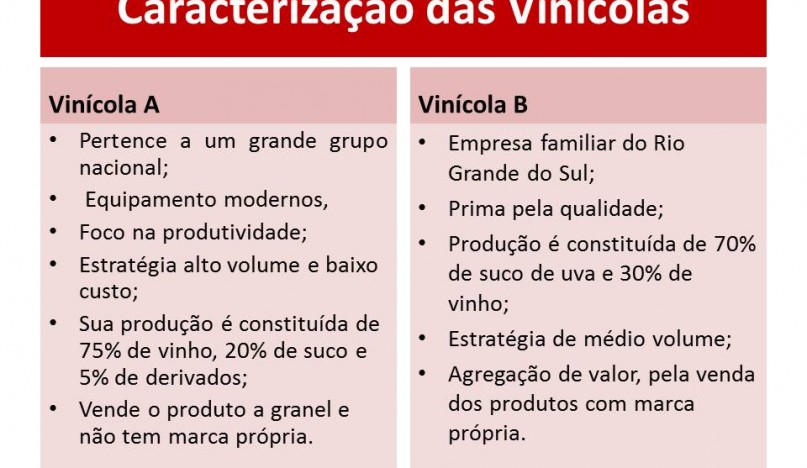 Caracterização das Vinícolas
Vinícola A
• Pertence a um grande grupo
nacional;
• Equipamento modernos,
• Foco na produtividade;
• Estratégia alto volume e baixo
custo;
• Sua produção é constituída de
75% de vinho, 20% de suco e
5% de derivados;
• Vende o produto a granel e
não tem marca própria.
Vinícola B
• Empresa familiar do Rio
Grande do Sul;
• Prima pela qualidade;
• Produção é constituída de 70%
de suco de uva e 30% de
vinho;
• Estratégia de médio volume;
• Agregação de valor, pela venda
dos produtos com marca
própria.